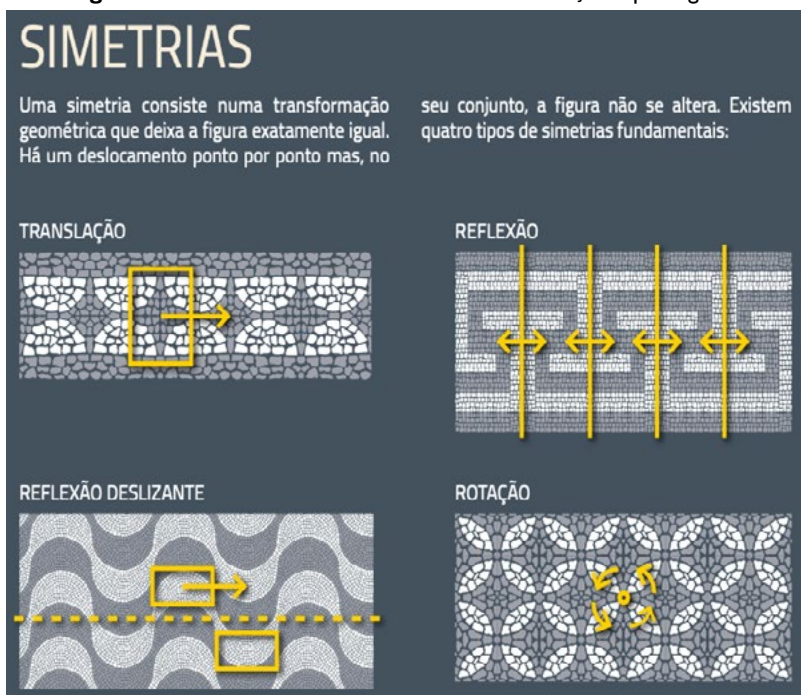 SIMETRIAS
Uma simetria consiste numa transformação
geométrica que deixa a figura exatamente igual.
Há um deslocamento ponto por ponto mas, no
seu conjunto, a figura não se altera. Existem
quatro tipos de simetrias fundamentais:
TRANSLAÇÃO
REFLEXÃO
REFLEXÃO DESLIZANTE
ROTAÇÃO